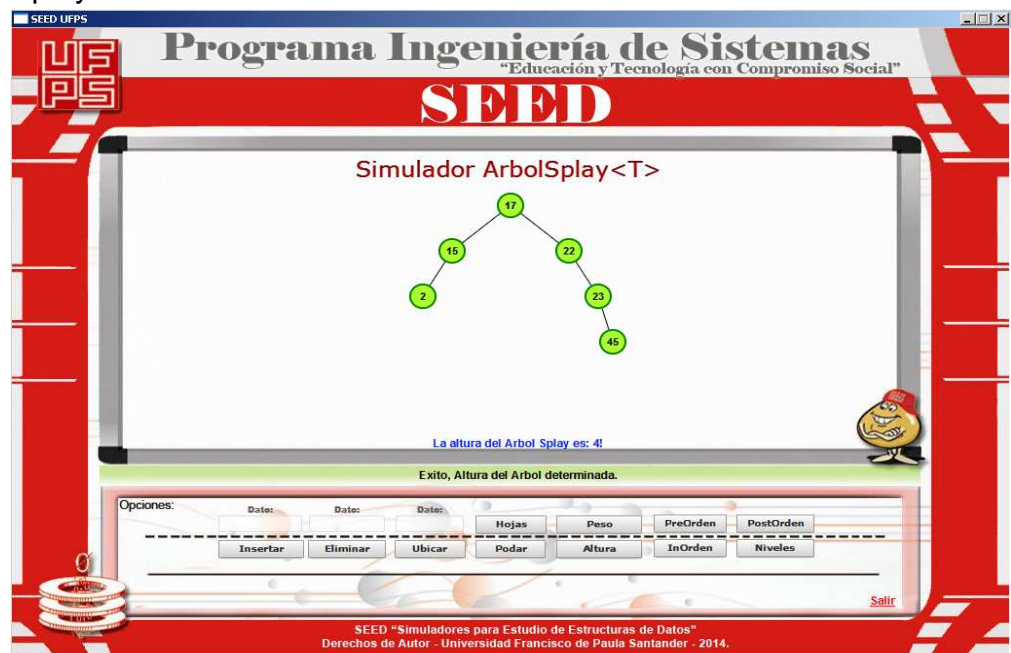 SEED UFPS
UFPS
Programa Ingeniería de Sistemas
“Educación y Tecnología con Compromiso Social”
SEED
Simulador ArbolSplay<T>
17
15
22
2
23
45
La altura del Arbol Splay es: 4!
Exito, Altura del Arbol determinada.
Opciones:
Dato: Dato: Dato:
Hojas Peso PreOrden PostOrden
Insertar Eliminar Ubicar Podar Altura InOrden Niveles
Salir
SEED “Simuladores para Estudio de Estructuras de Datos”
Derechos de Autor - Universidad Francisco de Paula Santander - 2014.